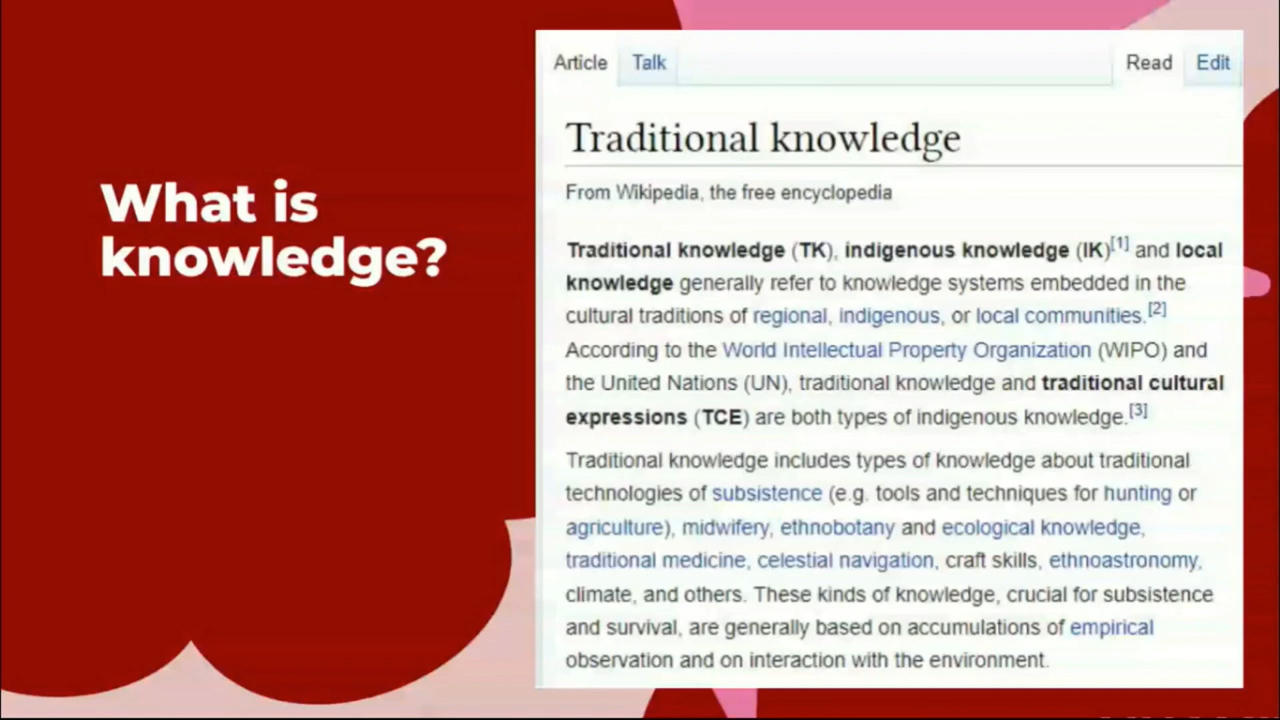 What is
knowledge?
Article Talk Read Edit
Traditional knowledge
From Wikipedia, the free encyclopedia
Traditional knowledge (TK), indigenous knowledge (IK)[1] and local
knowledge generally refer to knowledge systems embedded in the
cultural traditions of regional, indigenous, or local communities.[2]
According to the World Intellectual Property Organization (WIPO) and
the United Nations (UN), traditional knowledge and traditional cultural
expressions (TCE) are both types of indigenous knowledge.[3]
Traditional knowledge includes types of knowledge about traditional
technologies of subsistence (e.g. tools and techniques for hunting or
agriculture), midwifery, ethnobotany and ecological knowledge,
traditional medicine, celestial navigation, craft skills, ethnoastronomy,
climate, and others. These kinds of knowledge, crucial for subsistence
and survival, are generally based on accumulations of empirical
observation and on interaction with the environment.